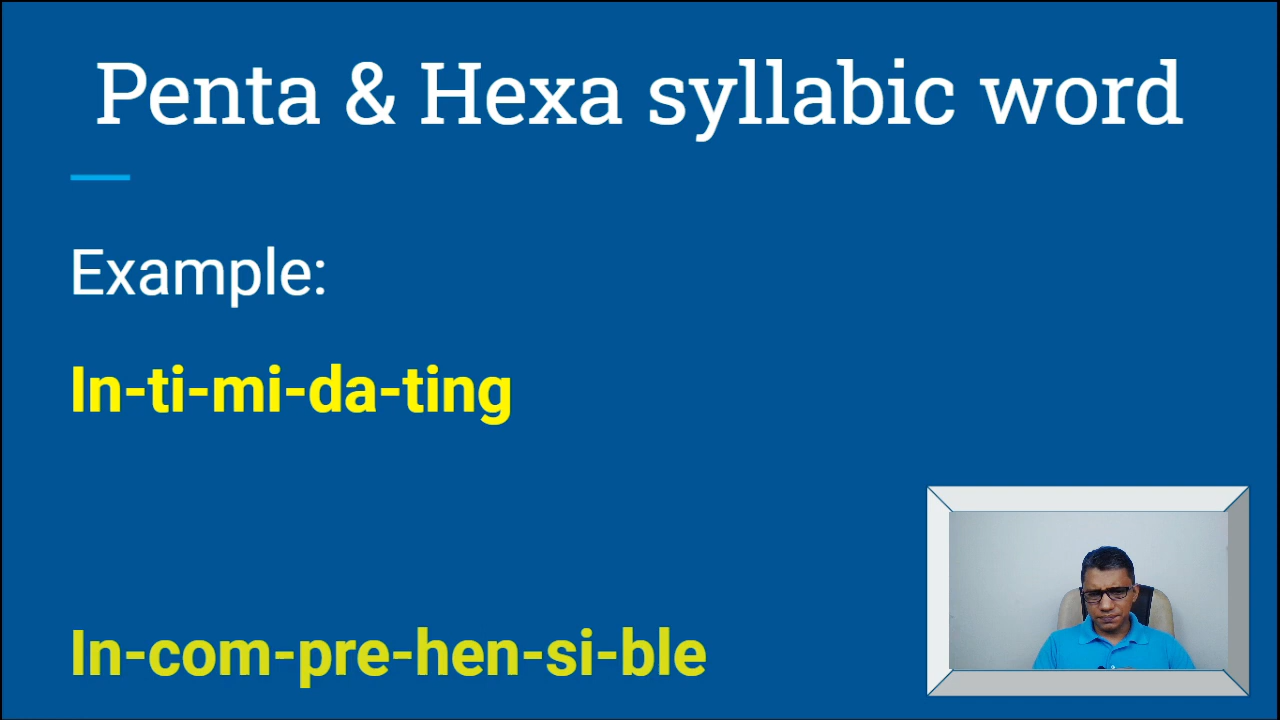 Penta & Hexa syllabic word
Example:
In-ti-mi-da-ting
In-com-pre-hen-si-ble